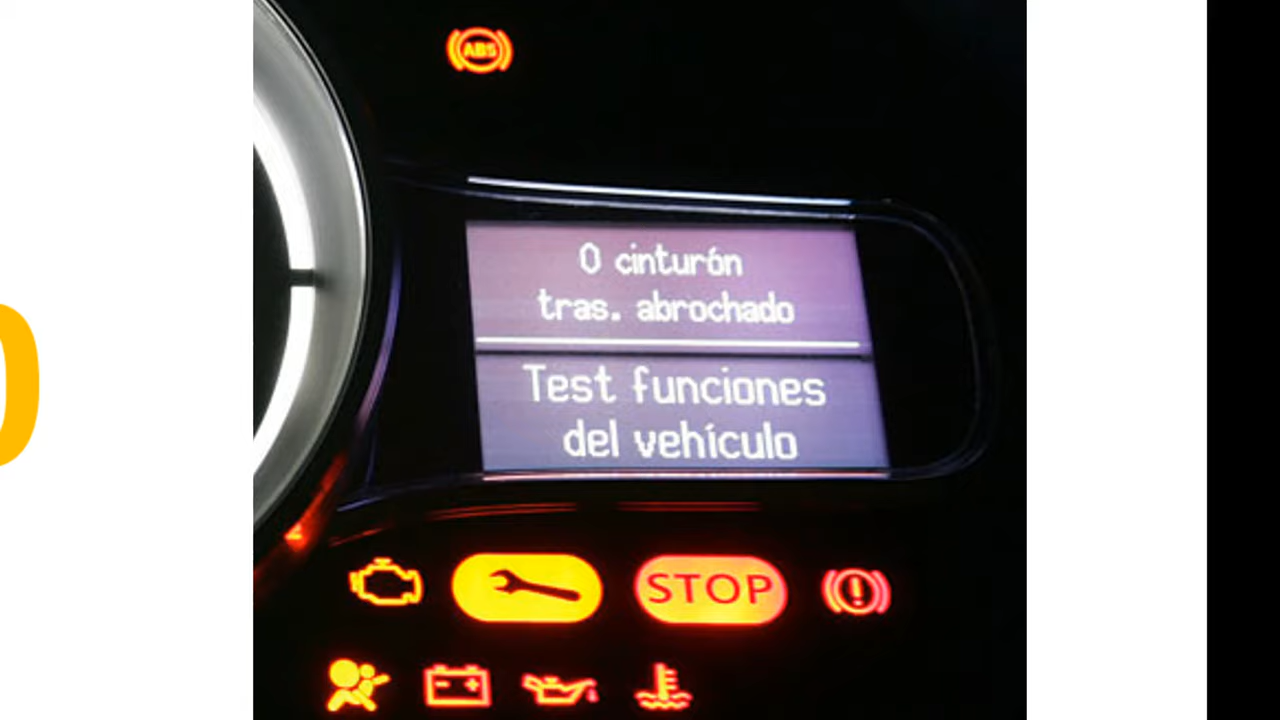 ABS
0 cinturón
tras. abrochado
Test funciones
del vehículo
STOP